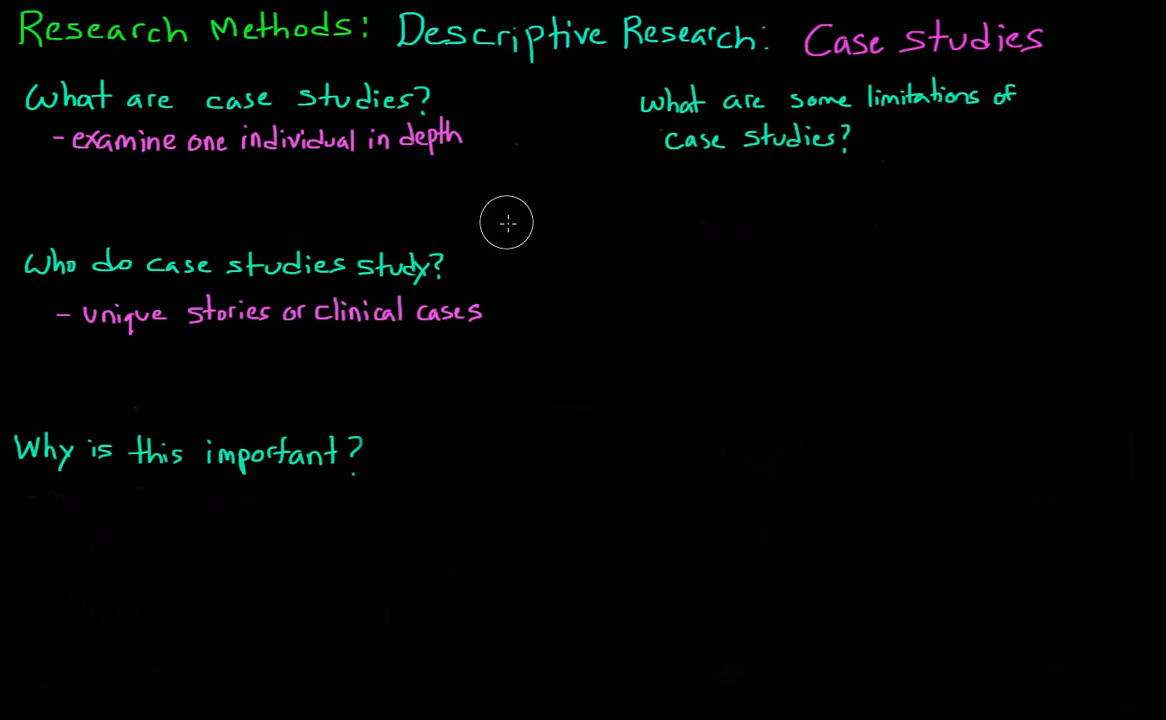 Research Methods: Descriptive Research: Case studies
What are case studies?
- examine one individual in depth
Who do case studies study?
- unique stories or clinical cases
Why is this important?
What are some limitations of
case studies?